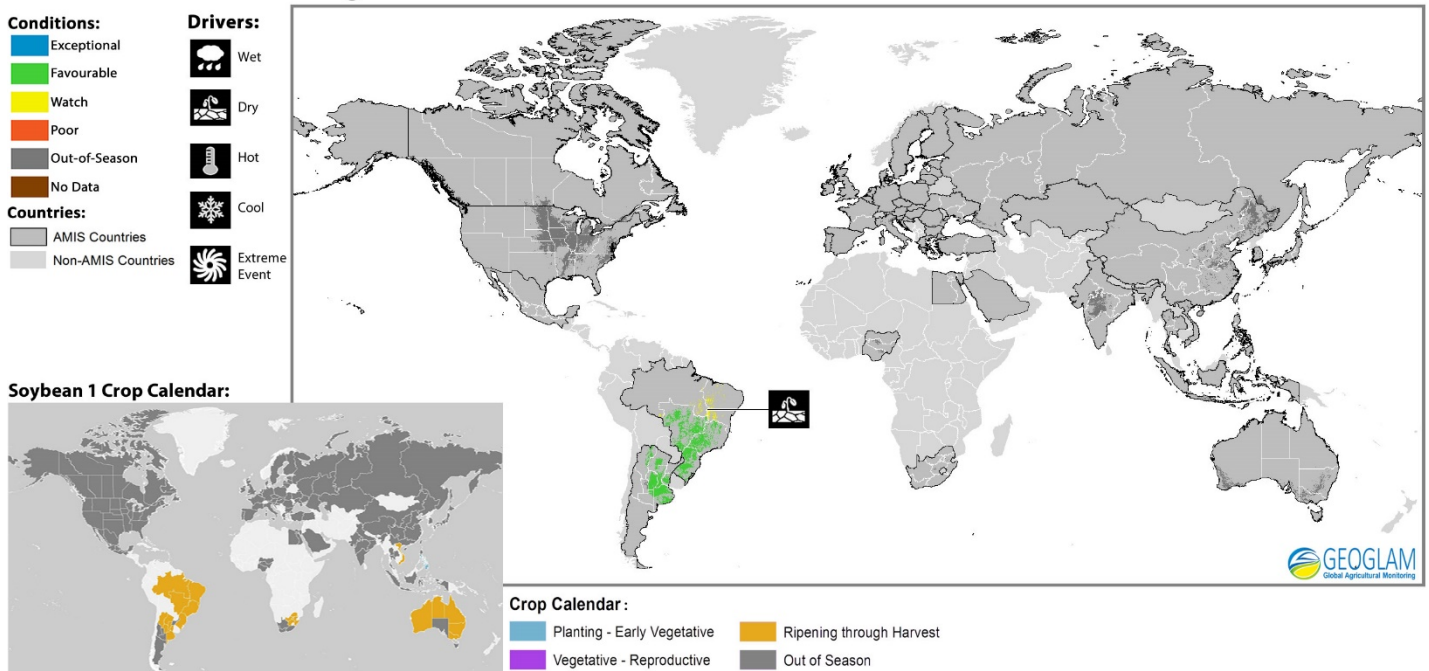 Conditions:
Exceptional
Favourable
Watch
Poor
Out-of-Season
No Data
Countries:
AMIS Countries
Non-AMIS Countries
Drivers:
Wet
Dry
Hot
Cool
Extreme
Event
GEOGLAM
Global Agricultural Monitoring
Soybean 1 Crop Calendar:
Crop Calendar :
Planting - Early Vegetative
Ripening through Harvest
Vegetative - Reproductive
Out of Season